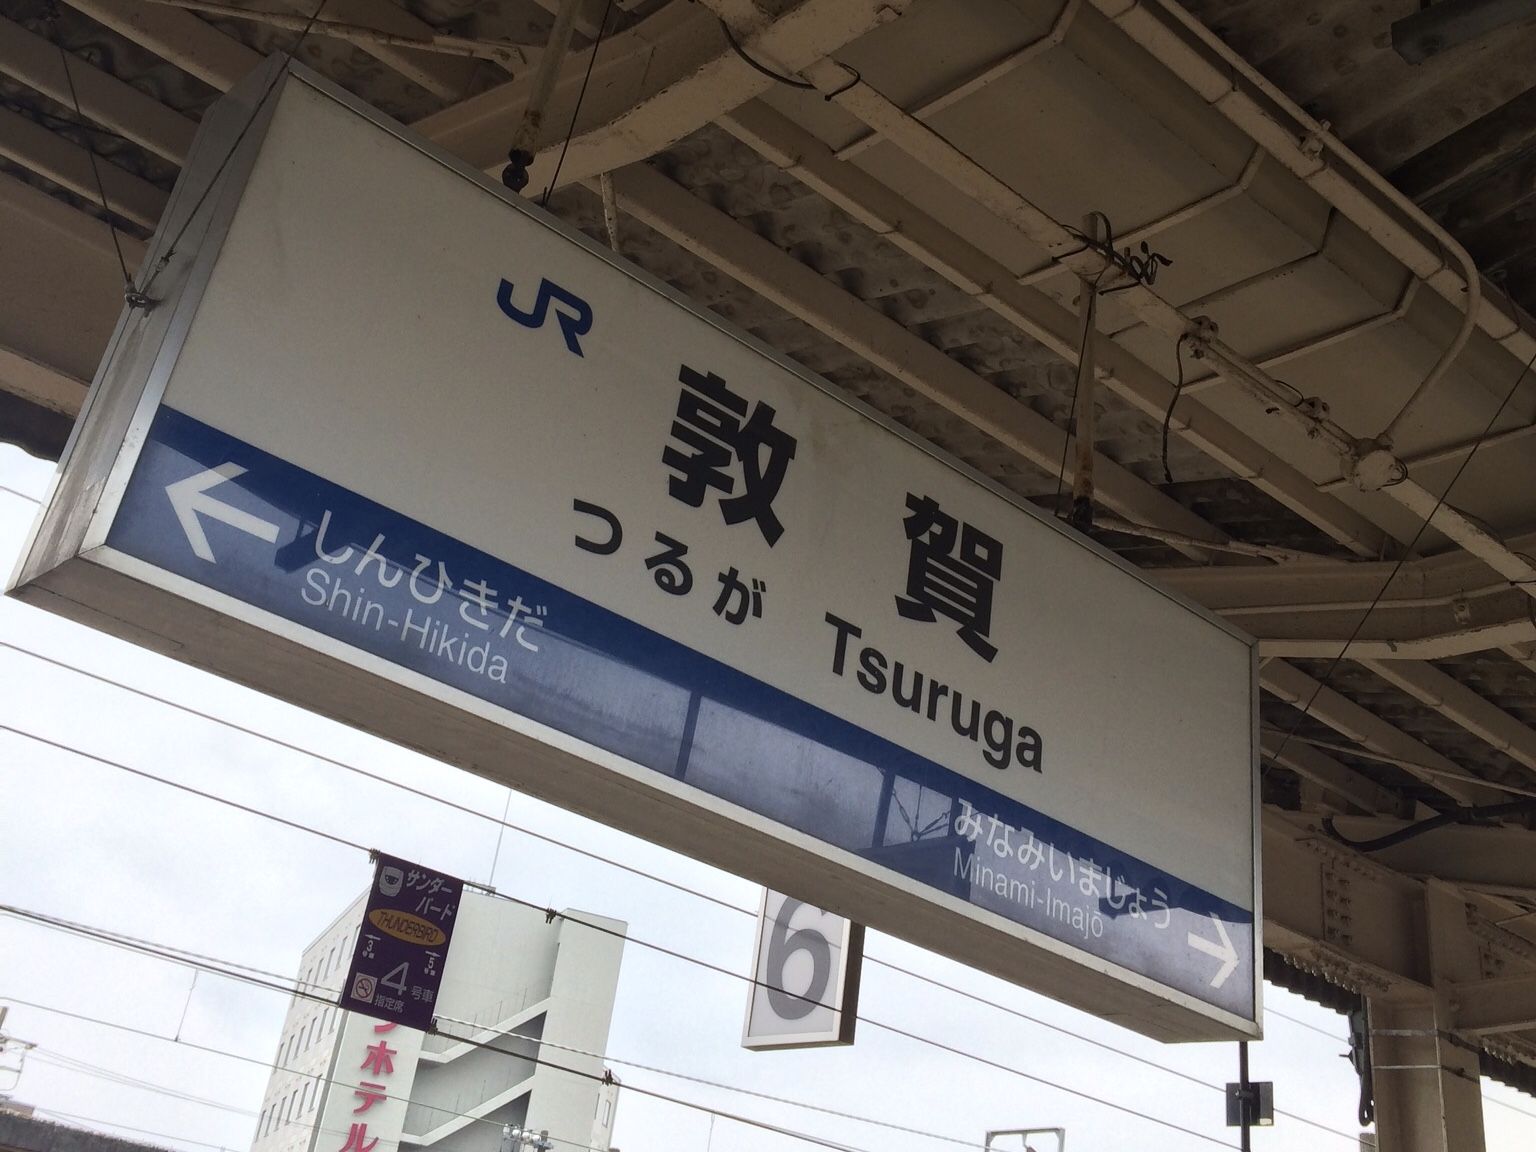 JR
敦賀
つるが Tsuruga
しんひきだ
Shin-Hikida
みなみいまじょう
Minami-Imajō
サンダー
バード
THUNDERBIRD
3
5
4号車
指定席
6
ホテル